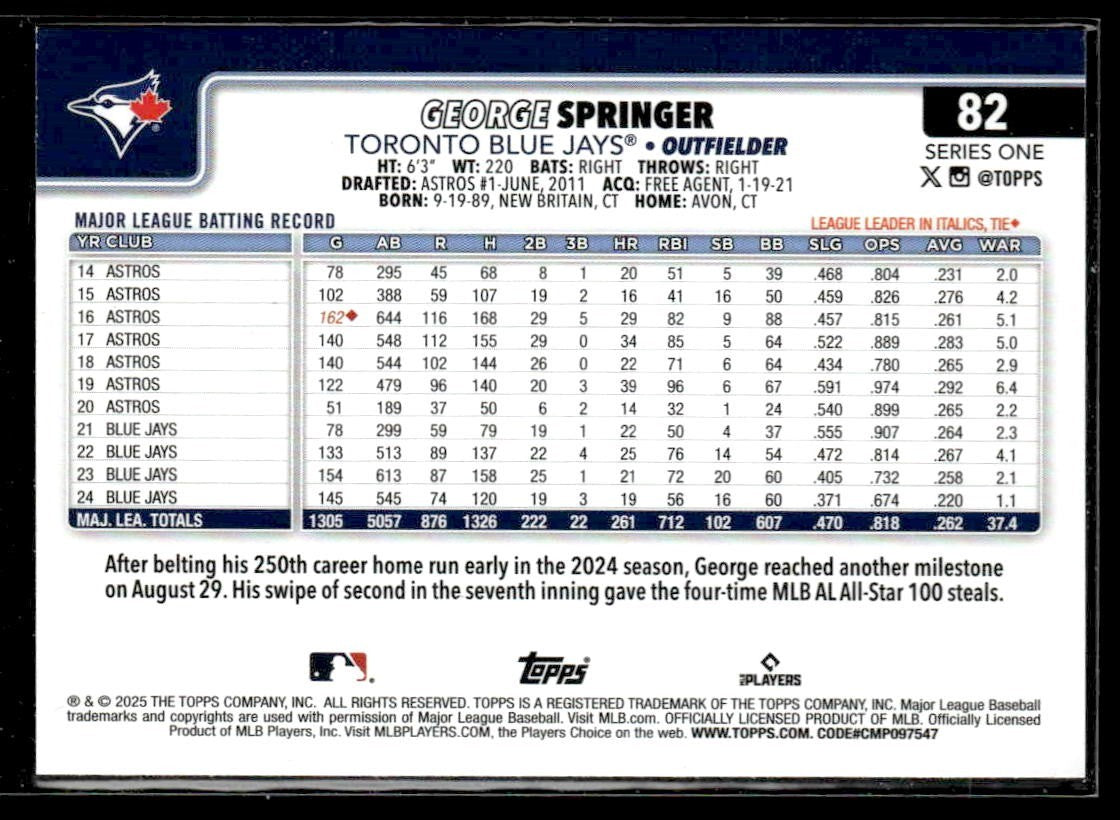 GEORGE SPRINGER
82
TORONTO BLUE JAYS® • OUTFIELDER
SERIES ONE
HT: 6'3" WT: 220 BATS: RIGHT THROWS: RIGHT
@TOPPS
DRAFTED: ASTROS #1-JUNE, 2011 ACQ: FREE AGENT, 1-19-21
BORN: 9-19-89, NEW BRITAIN, CT HOME: AVON, CT
MAJOR LEAGUE BATTING RECORD
LEAGUE LEADER IN ITALICS, TIE◆
YR CLUB G AB R H 2B 3B HR RBI SB BB SLG OPS AVG WAR
14 ASTROS 78 295 45 68 8 1 20 51 5 39 .468 .804 .231 2.0
15 ASTROS 102 388 59 107 19 2 16 41 16 50 .459 .826 .276 4.2
16 ASTROS 162◆ 644 116 168 29 5 29 82 9 88 .457 .815 .261 5.1
17 ASTROS 140 548 112 155 29 0 34 85 5 64 .522 .889 .283 5.0
18 ASTROS 140 544 102 144 26 0 22 71 6 64 .434 .780 .265 2.9
19 ASTROS 122 479 96 140 20 3 39 96 6 67 .591 .974 .292 6.4
20 ASTROS 51 189 37 50 6 2 14 32 1 24 .540 .899 .265 2.2
21 BLUE JAYS 78 299 59 79 19 1 22 50 4 37 .555 .907 .264 2.3
22 BLUE JAYS 133 513 89 137 22 4 25 76 14 54 .472 .814 .267 4.1
23 BLUE JAYS 154 613 87 158 25 1 21 72 20 60 .405 .732 .258 2.1
24 BLUE JAYS 145 545 74 120 19 3 19 56 16 60 .371 .674 .220 1.1
MAJ. LEA. TOTALS 1305 5057 876 1326 222 22 261 712 102 607 .470 .818 .262 37.4
After belting his 250th career home run early in the 2024 season, George reached another milestone
on August 29. His swipe of second in the seventh inning gave the four-time MLB AL All-Star 100 steals.
Topps®
MLB PLAYERS
® & © 2025 THE TOPPS COMPANY, INC. ALL RIGHTS RESERVED. TOPPS IS A REGISTERED TRADEMARK OF THE TOPPS COMPANY, INC. Major League Baseball
trademarks and copyrights are used with permission of Major League Baseball. Visit MLB.com. OFFICIALLY LICENSED PRODUCT OF MLB. Officially Licensed
Product of MLB Players, Inc. Visit MLBPLAYERS.COM, the Players Choice on the web. WWW.TOPPS.COM. CODE#CMP097547